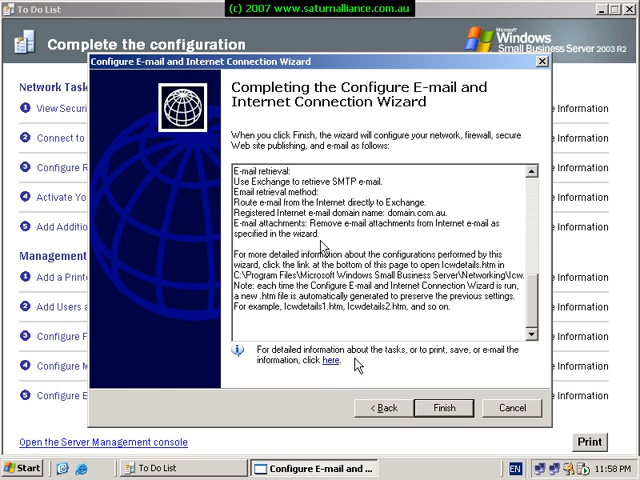 To Do List
(c) 2007 www.saturnalliance.com.au
Complete the configuration
Microsoft
Windows
Small Business Server 2003 R2
Configure E-mail and Internet Connection Wizard
Network Task
1 View Securi
2 Connect to
3 Configure R
4 Activate Yo
5 Add Additio
Management
1 Add a Printe
2 Add Users a
3 Configure F
4 Configure M
5 Configure E
Completing the Configure E-mail and
Internet Connection Wizard
When you click Finish, the wizard will configure your network, firewall, secure
Web site publishing, and e-mail as follows:
E-mail retrieval:
Use Exchange to retrieve SMTP e-mail.
Email retrieval method:
Route e-mail from the Internet directly to Exchange.
Registered Internet e-mail domain name: domain.com.au.
E-mail attachments: Remove e-mail attachments from Internet e-mail as
specified in the wizard.
For more detailed information about the configurations performed by this
wizard, click the link at the bottom of this page to open Icwdetails.htm in
C:\Program Files\Microsoft Windows Small Business Server\Networking\Icw.
Note: each time the Configure E-mail and Internet Connection Wizard is run,
a new .htm file is automatically generated to preserve the previous settings.
For example, Icwdetails1.htm, Icwdetails2.htm, and so on.
For detailed information about the tasks, or to print, save, or e-mail the
information, click here.
< Back
Finish
Cancel
e Information
e Information
e Information
e Information
e Information
e Information
e Information
e Information
e Information
e Information
Open the Server Management console
Print
Start
To Do List
Configure E-mail and ...
EN
11:58 PM